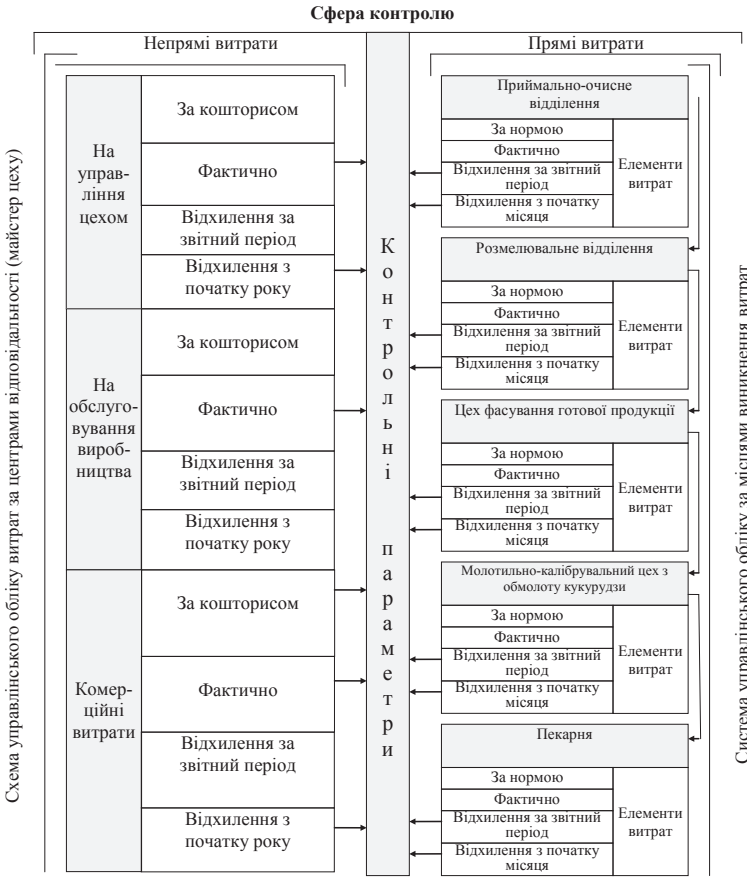 Сфера контролю
Непрямі витрати
Прямі витрати
Схема управлінського обліку витрат за центрами відповідальності (майстер цеху)
На
управ-
ління
цехом
За кошторисом
Фактично
Відхилення за
звітний період
Відхилення з
початку року
На
обслуго-
вування
вироб-
ництва
За кошторисом
Фактично
Відхилення за
звітний період
Відхилення з
початку року
Комер-
ційні
витрати
За кошторисом
Фактично
Відхилення за
звітний період
Відхилення з
початку року
Контрольні параметри
Приймально-очисне
відділення
За нормою
Фактично
Відхилення за звітний
період
Відхилення з початку
місяця
Елементи
витрат
Розмелювальне відділення
За нормою
Фактично
Відхилення за звітний
період
Відхилення з початку
місяця
Елементи
витрат
Цех фасування готової продукції
За нормою
Фактично
Відхилення за звітний
період
Відхилення з початку
місяця
Елементи
витрат
Молотильно-калібрувальний цех з
обмолоту кукурудзи
За нормою
Фактично
Відхилення за звітний
період
Відхилення з початку
місяця
Елементи
витрат
Пекарня
За нормою
Фактично
Відхилення за звітний
період
Відхилення з початку
місяця
Елементи
витрат
Система управлінського обліку за місцями виникнення витрат